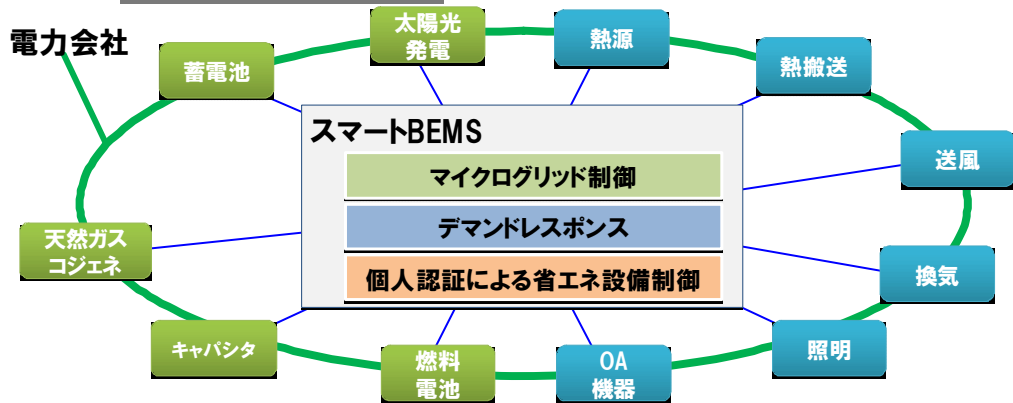 電力会社
蓄電池
太陽光
発電
熱源
熱搬送
送風
換気
照明
OA
機器
燃料
電池
キャパシタ
天然ガス
コジェネ
スマートBEMS
マイクログリッド制御
デマンドレスポンス
個人認証による省エネ設備制御